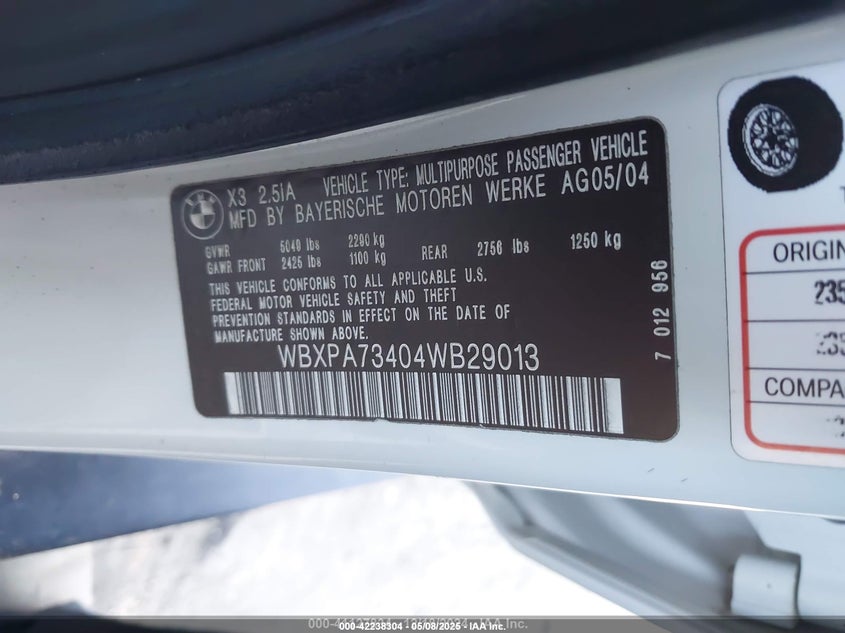 BMW
X3 2.5iA VEHICLE TYPE: MULTIPURPOSE PASSENGER VEHICLE
MFD BY BAYERISCHE MOTOREN WERKE AG05/04
GVWR 5049 lbs 2290 kg
GAWR FRONT 2425 lbs 1100 kg REAR 2756 lbs 1250 kg
THIS VEHICLE CONFORMS TO ALL APPLICABLE U.S.
FEDERAL MOTOR VEHICLE SAFETY AND THEFT
PREVENTION STANDARDS IN EFFECT ON THE DATE OF
MANUFACTURE SHOWN ABOVE.
WBXPA73404WB29013
7 012 956
T
ORIGIN
235
235
COMPA
000-42238304 - 05/08/2025 - IAA Inc.